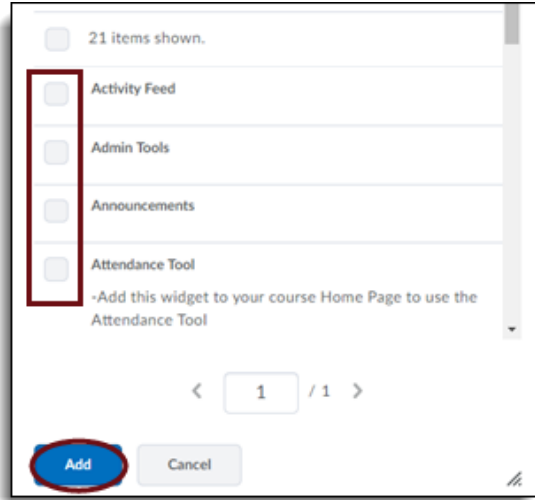 21 items shown.
Activity Feed
Admin Tools
Announcements
Attendance Tool
-Add this widget to your course Home Page to use the
Attendance Tool
1 / 1
Add Cancel